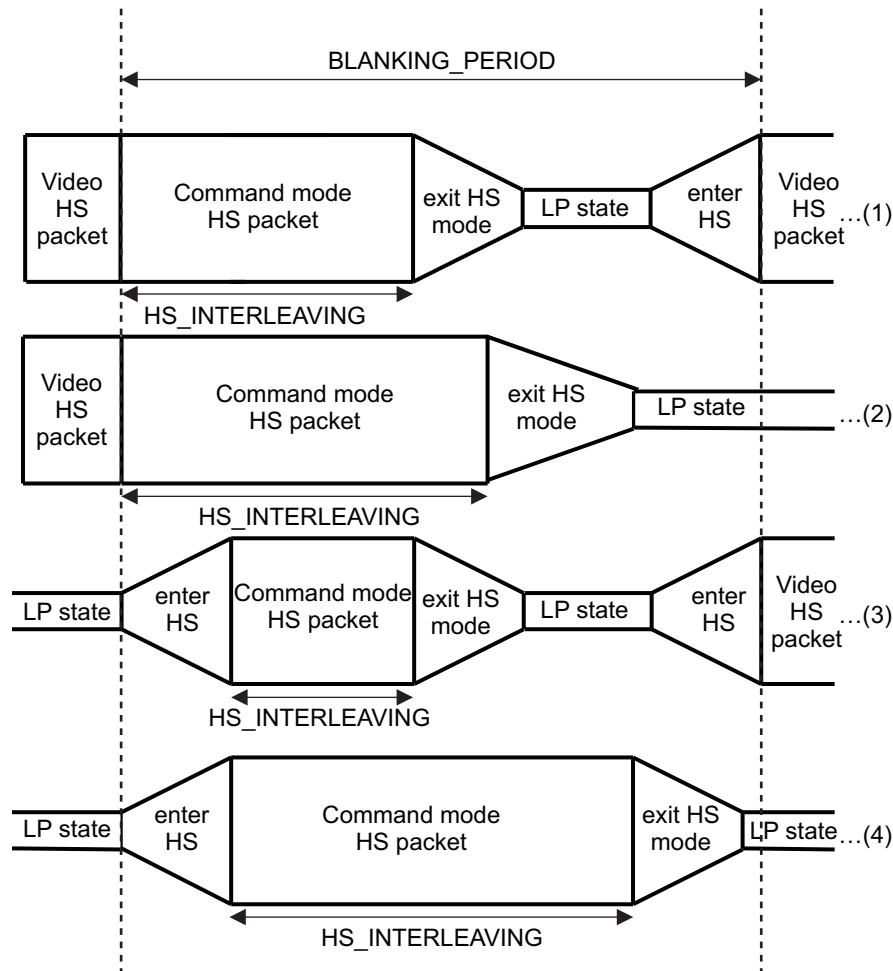 BLANKING_PERIOD
Video
HS
packet
Command mode
HS packet
exit HS
mode
LP state
enter
HS
Video
HS
packet
...(1)
HS_INTERLEAVING
Video
HS
packet
Command mode
HS packet
exit HS
mode
LP state
...(2)
HS_INTERLEAVING
LP state
enter
HS
Command mode
HS packet
exit HS
mode
LP state
enter
HS
Video
HS
packet
...(3)
HS_INTERLEAVING
LP state
enter
HS
Command mode
HS packet
exit HS
mode
LP state
...(4)
HS_INTERLEAVING